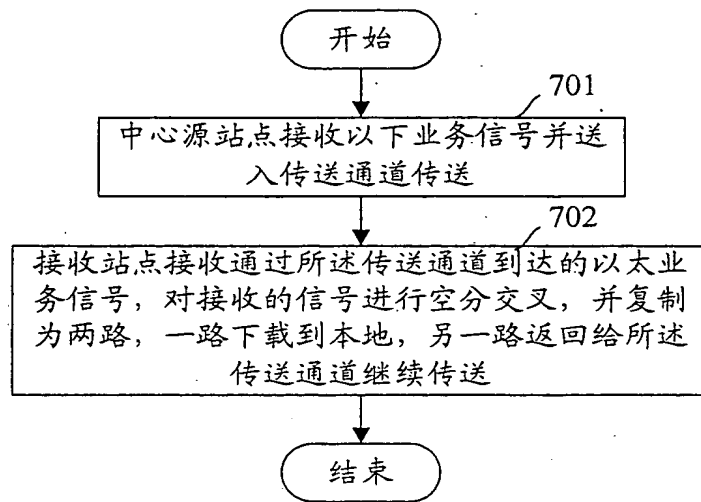 开始
701
中心源站点接收以下业务信号并送
入传送通道传送
702
接收站点接收通过所述传送通道到达的以太业
务信号，对接收的信号进行空分交叉，并复制
为两路，一路下载到本地，另一路返回给所述
传送通道继续传送
结束